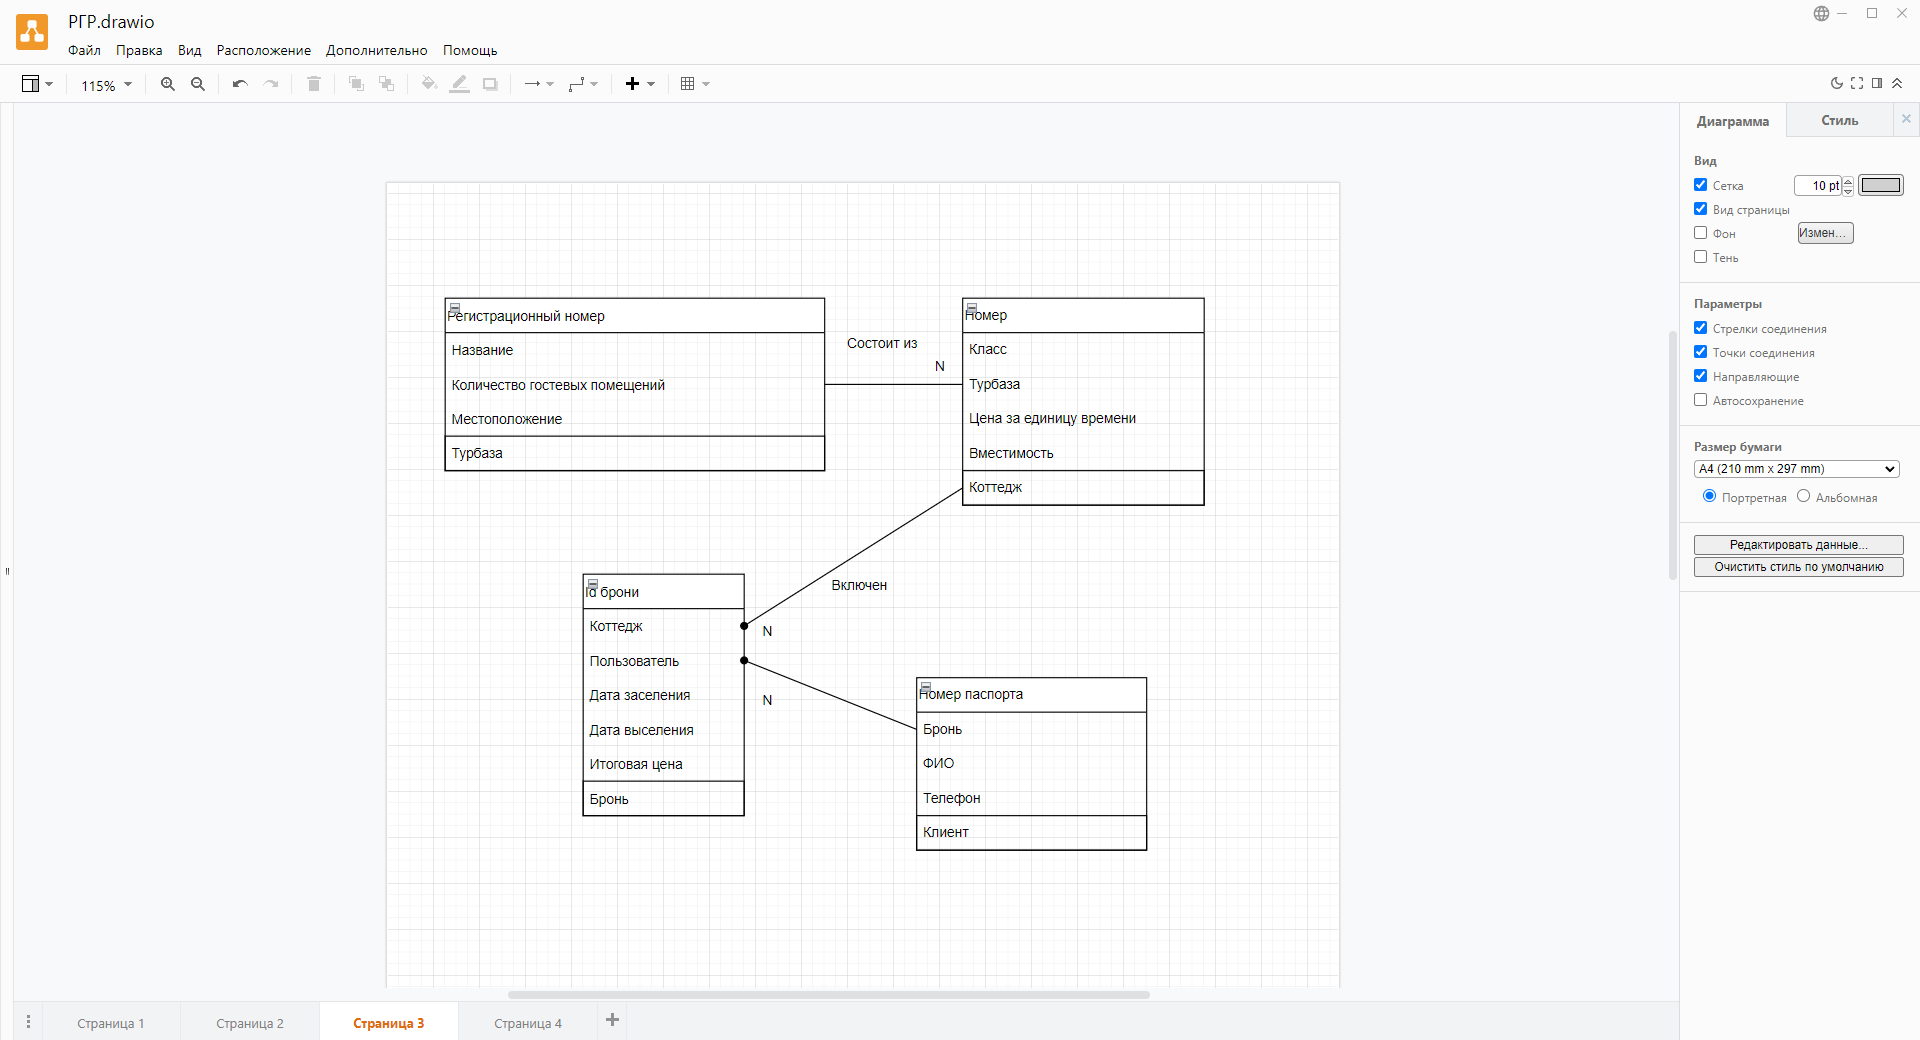 РГР.drawio
Файл Правка Вид Расположение Дополнительно Помощь
115%
Диаграмма Стиль
Вид
Сетка 10 pt
Вид страницы
Фон Измен...
Тень
Параметры
Стрелки соединения
Точки соединения
Направляющие
Автосохранение
Размер бумаги
A4 (210 mm x 297 mm)
Портретная Альбомная
Редактировать данные...
Очистить стиль по умолчанию
Регистрационный номер
Название
Количество гостевых помещений
Местоположение
Турбаза
Состоит из
N
Номер
Класс
Турбаза
Цена за единицу времени
Вместимость
Коттедж
Включен
N
N
Id брони
Коттедж
Пользователь
Дата заселения
Дата выселения
Итоговая цена
Бронь
Номер паспорта
Бронь
ФИО
Телефон
Клиент
Страница 1 Страница 2 Страница 3 Страница 4